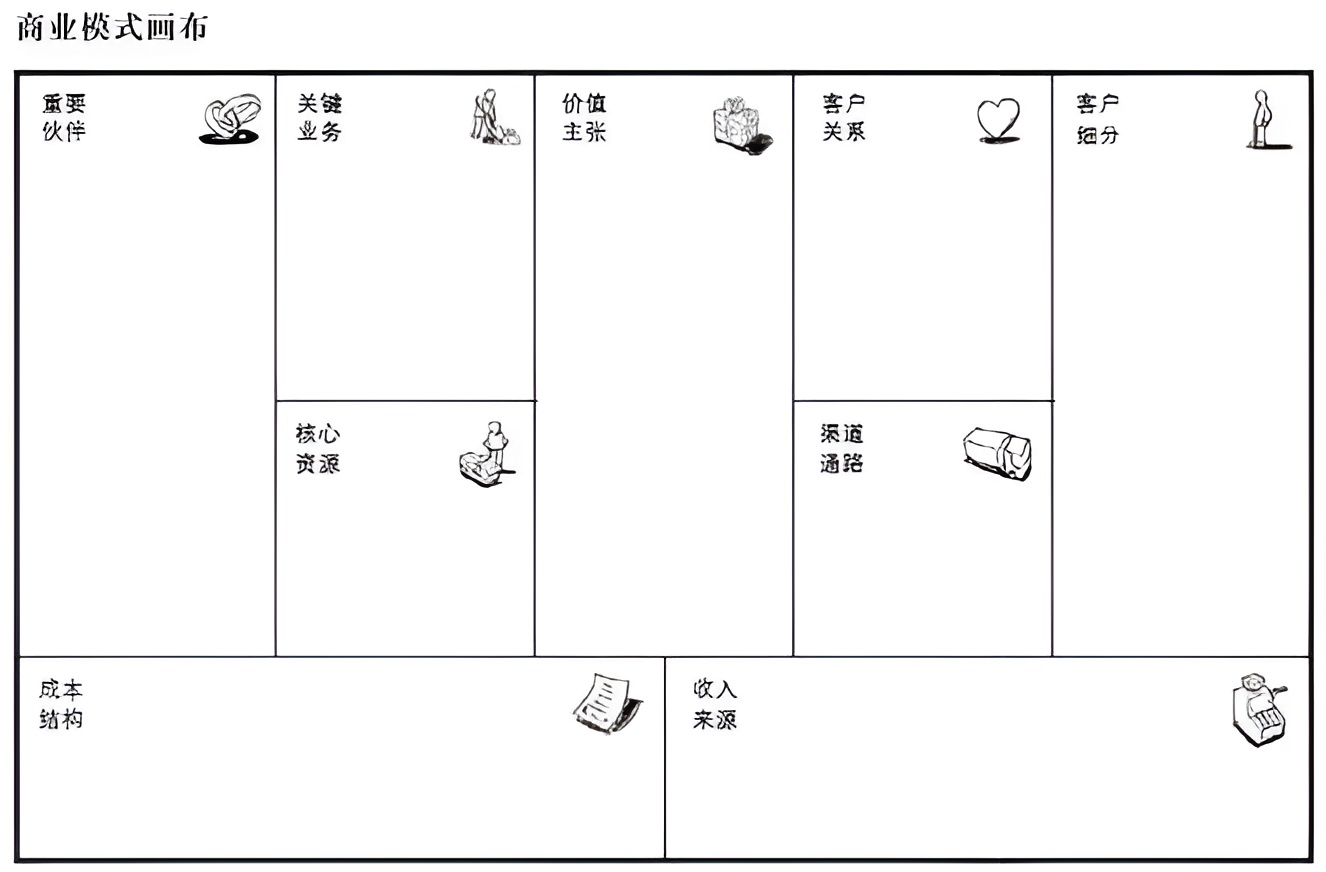 商业模式画布
重要
伙伴
关键
业务
价值
主张
客户
关系
客户
细分
核心
资源
渠道
通路
成本
结构
收入
来源